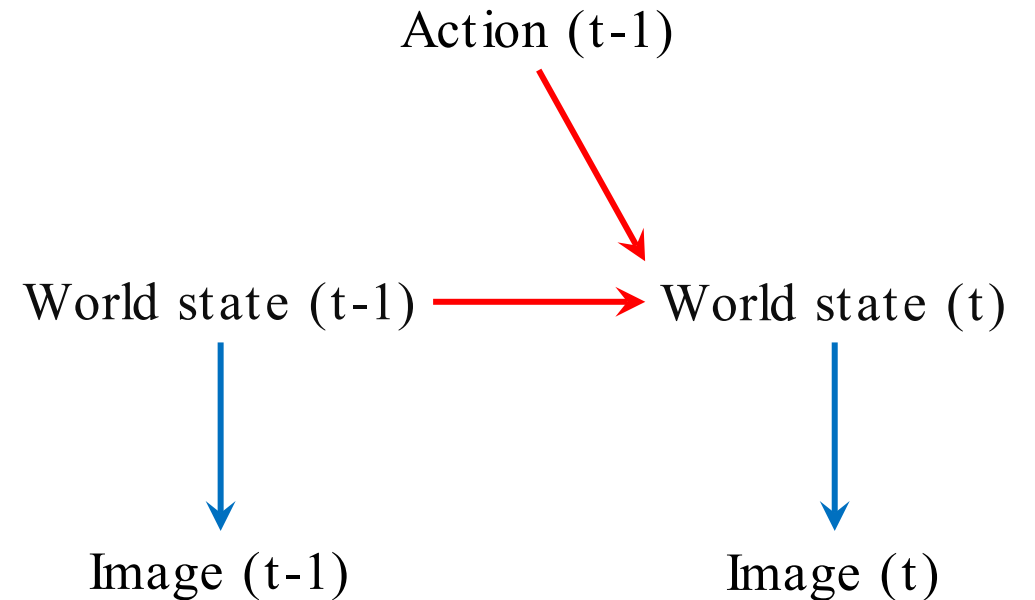 Action (t-1)
World state (t-1)
World state (t)
Image (t-1)
Image (t)